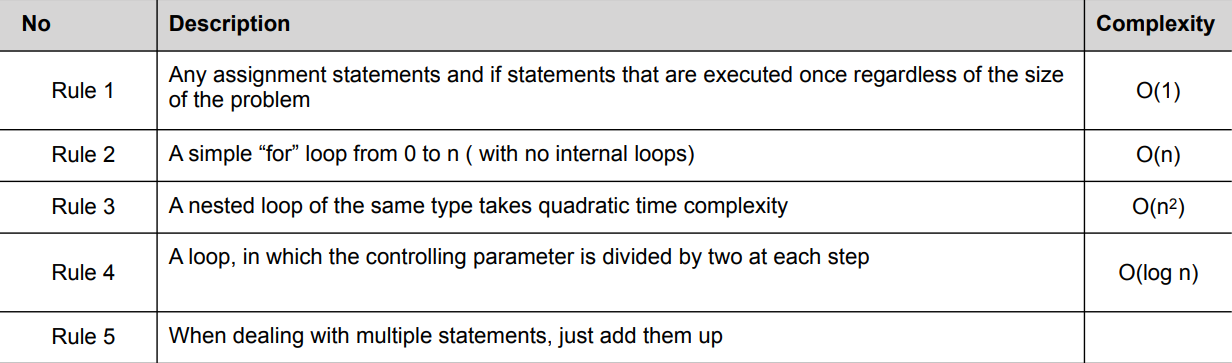 No Description Complexity
Rule 1 Any assignment statements and if statements that are executed once regardless of the size
of the problem O(1)
Rule 2 A simple “for” loop from 0 to n ( with no internal loops) O(n)
Rule 3 A nested loop of the same type takes quadratic time complexity O(n²)
Rule 4 A loop, in which the controlling parameter is divided by two at each step O(log n)
Rule 5 When dealing with multiple statements, just add them up